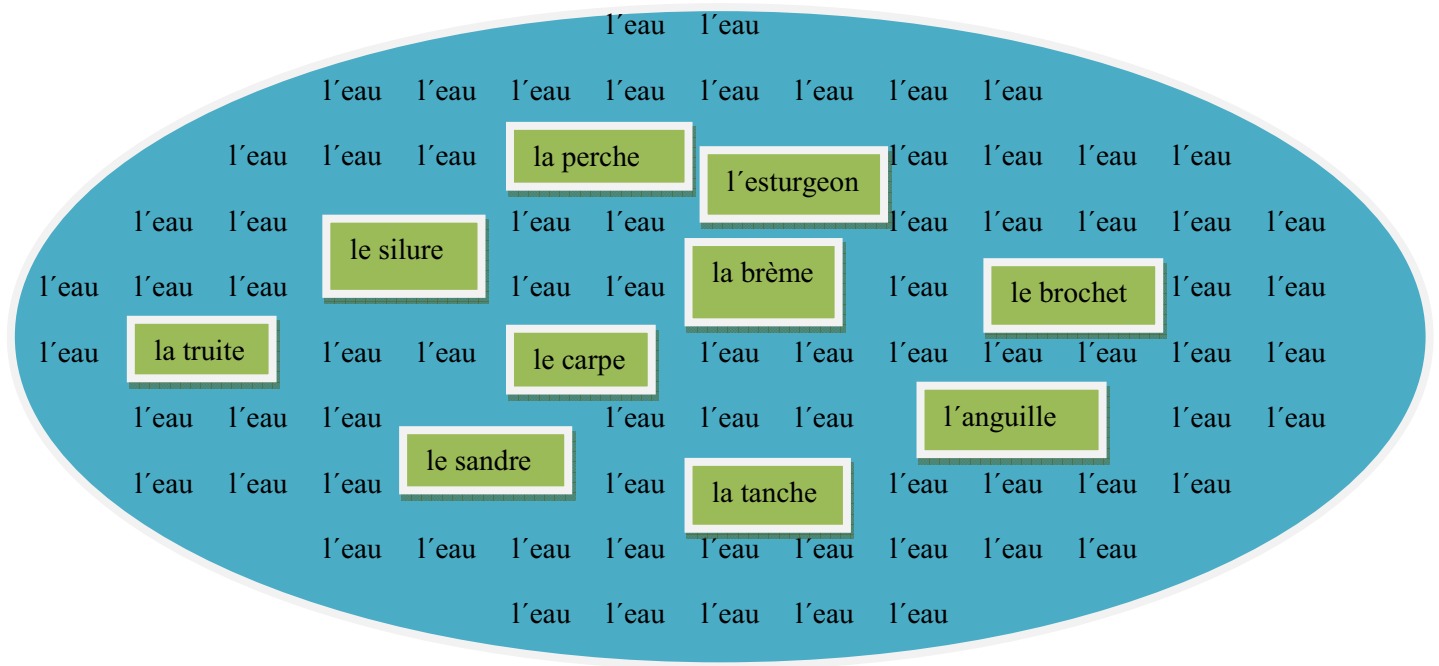 l´eau l´eau
l´eau l´eau l´eau l´eau l´eau l´eau l´eau l´eau
l´eau l´eau l´eau la perche l´esturgeon l´eau l´eau l´eau l´eau
l´eau l´eau l´eau l´eau l´eau l´eau l´eau l´eau l´eau
le silure la brème
l´eau l´eau l´eau l´eau l´eau l´eau le brochet l´eau l´eau
l´eau la truite l´eau l´eau le carpe l´eau l´eau l´eau l´eau l´eau l´eau l´eau
l´eau l´eau l´eau l´eau l´eau l´eau l´anguille l´eau l´eau
le sandre
l´eau l´eau l´eau l´eau la tanche l´eau l´eau l´eau l´eau
l´eau l´eau l´eau l´eau l´eau l´eau l´eau l´eau l´eau
l´eau l´eau l´eau l´eau l´eau